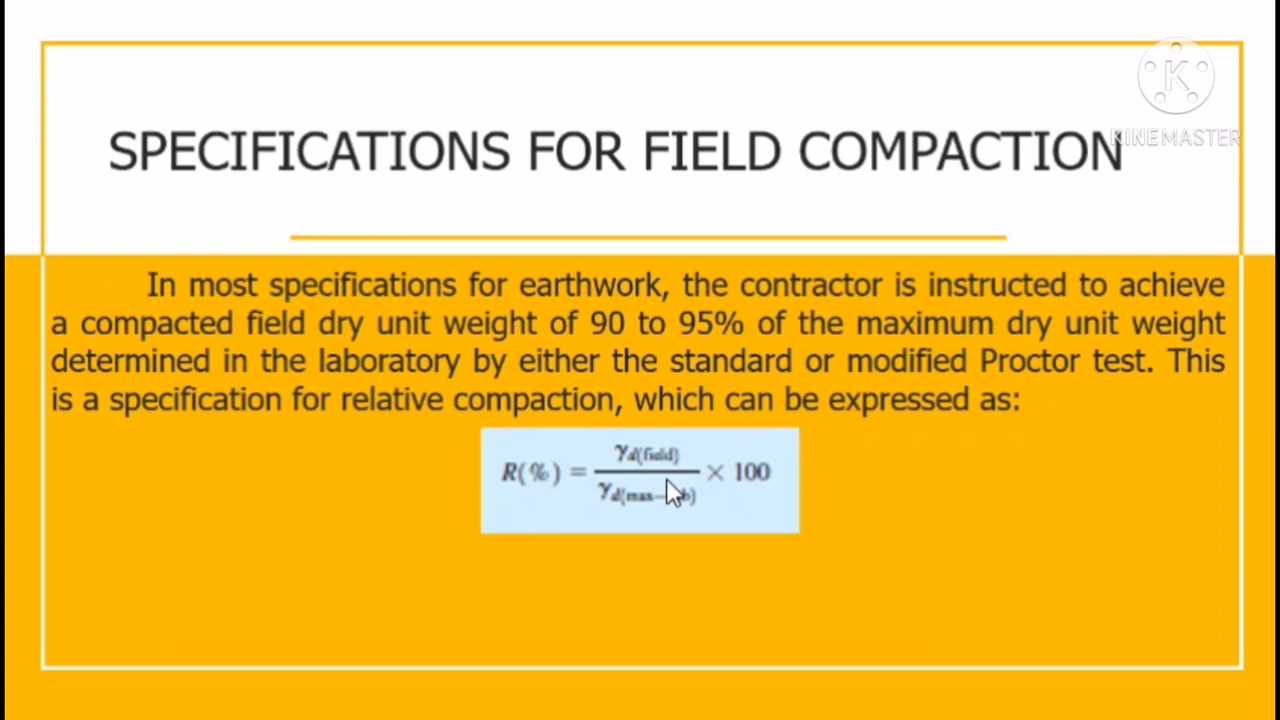 K
KINEMASTER
SPECIFICATIONS FOR FIELD COMPACTION
In most specifications for earthwork, the contractor is instructed to achieve
a compacted field dry unit weight of 90 to 95% of the maximum dry unit weight
determined in the laboratory by either the standard or modified Proctor test. This
is a specification for relative compaction, which can be expressed as:
γd(field)
R(%) = × 100
γd(max–